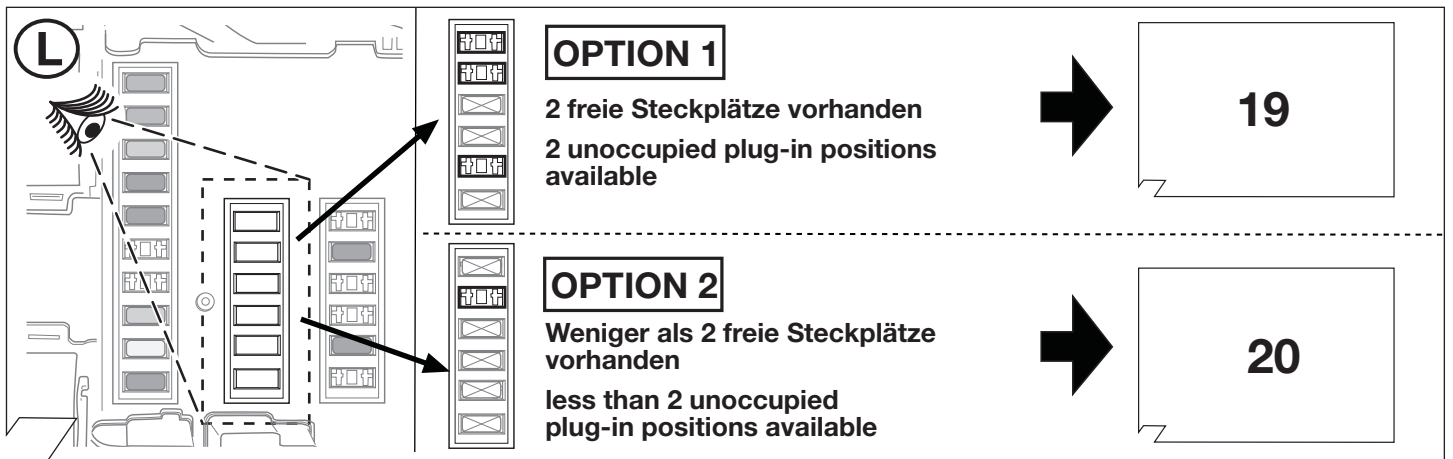 L
OPTION 1
2 freie Steckplätze vorhanden
2 unoccupied plug-in positions
available
19
OPTION 2
Weniger als 2 freie Steckplätze
vorhanden
less than 2 unoccupied
plug-in positions available
20